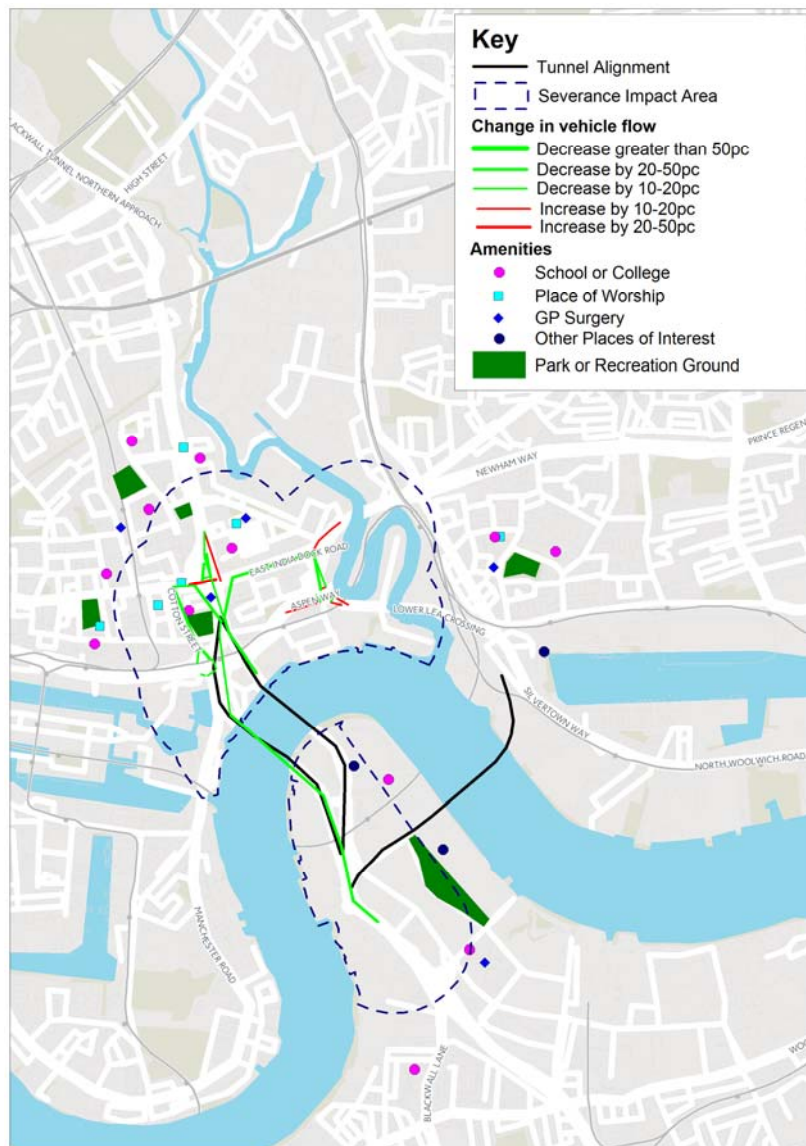 Key
Tunnel Alignment
Severance Impact Area
Change in vehicle flow
Decrease greater than 50pc
Decrease by 20-50pc
Decrease by 10-20pc
Increase by 10-20pc
Increase by 20-50pc
Amenities
School or College
Place of Worship
GP Surgery
Other Places of Interest
Park or Recreation Ground
HIGH STREET
ACKWALL TUNNEL NORTHERN APPROACH
PRINCE REGEN
NEWHAM WAY
EAST INDIA DOCK ROAD
ASPEN WAY
COTTON STREET
LOWER LEA CROSSING
SILVERTOWN WAY
NORTH WOOLWICH ROAD
MANCHESTER ROAD
BLACKWALL LANE
WOO